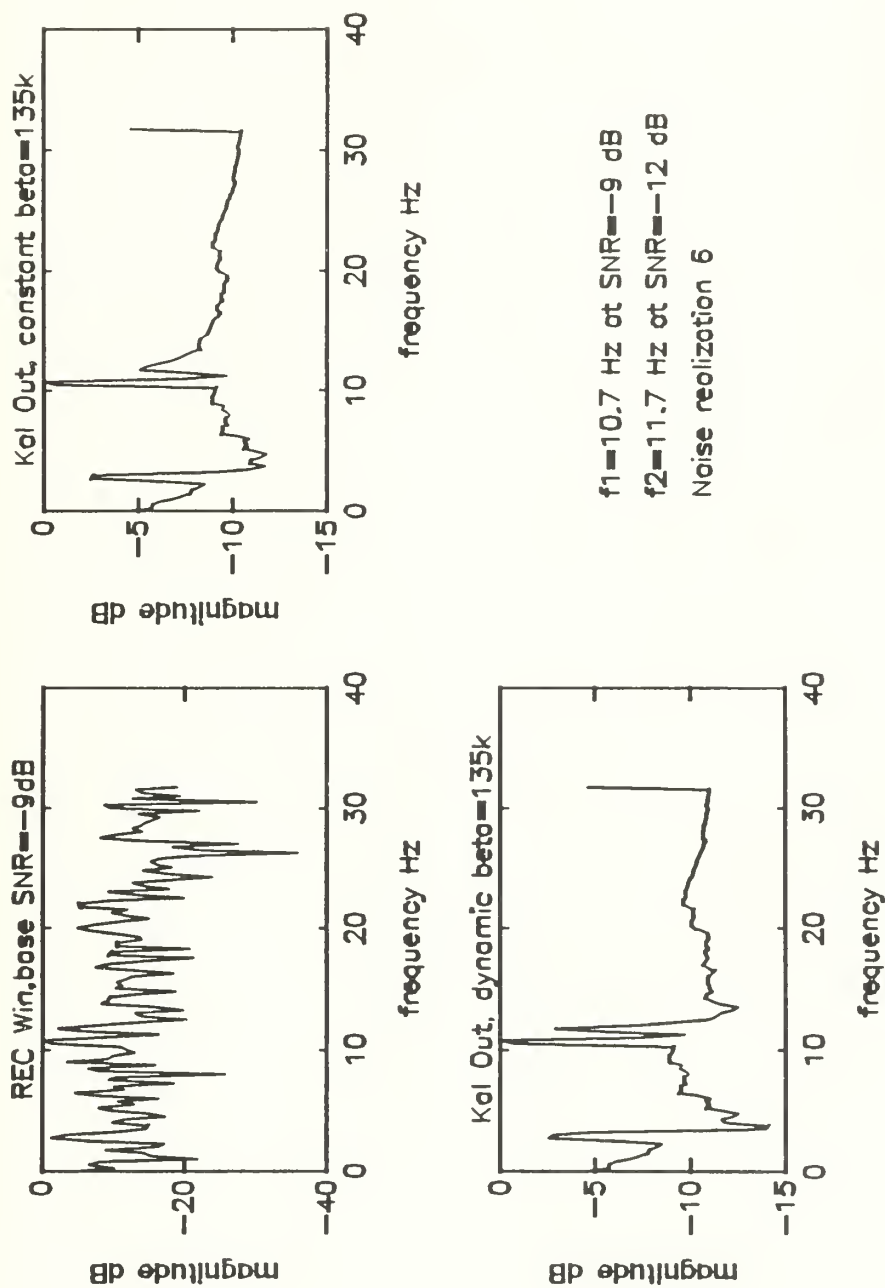 REC Win,base SNR=-9dB
magnitude dB
0
-20
-40
0 10 20 30 40
frequency Hz
Kal Out, constant beta=135k
magnitude dB
0
-5
-10
-15
0 10 20 30 40
frequency Hz
Kal Out, dynamic beta=135k
magnitude dB
0
-5
-10
-15
0 10 20 30 40
frequency Hz
f1=10.7 Hz at SNR=-9 dB
f2=11.7 Hz at SNR=-12 dB
Noise realization 6